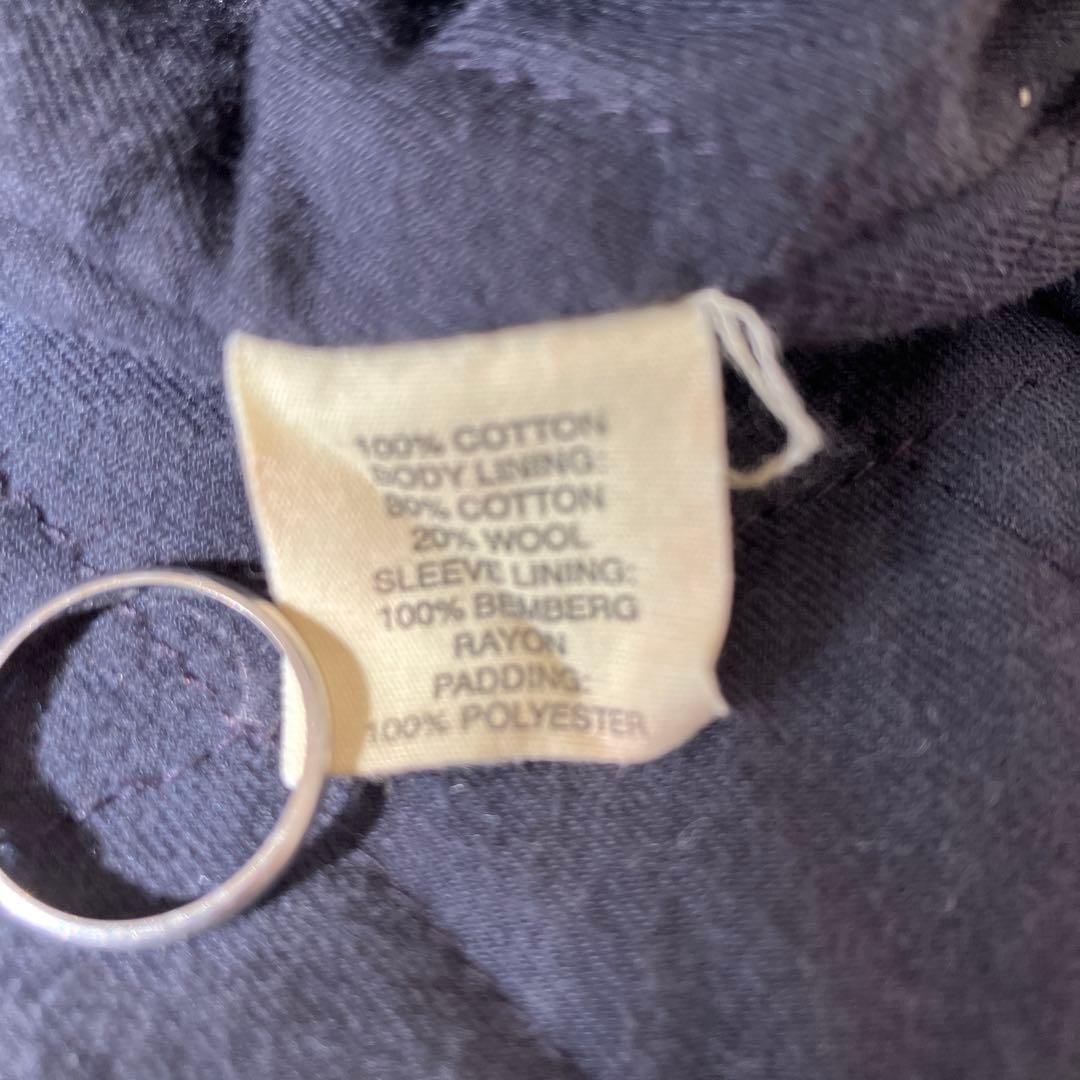 100% COTTON
BODY LINING:
80% COTTON
20% WOOL
SLEEVE LINING:
100% BEMBERG
RAYON
PADDING:
100% POLYESTER